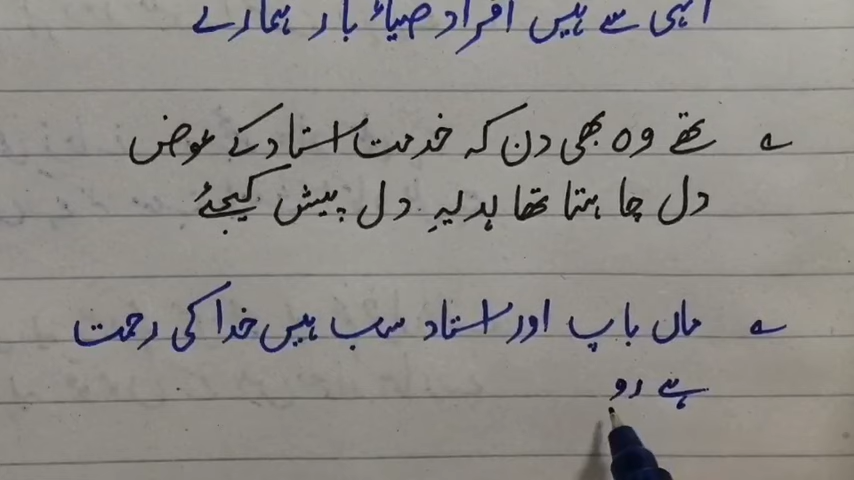 انہی سے ہیں افراد ضیاء بار ہمارے
؎ تھے وہ بھی دن کہ خدمت استاد کے عوض
دل چاہتا تھا ہدیہِ دل پیش کیجئے
؎ ماں باپ اور استاد سب ہیں خدا کی رحمت
ہے رو